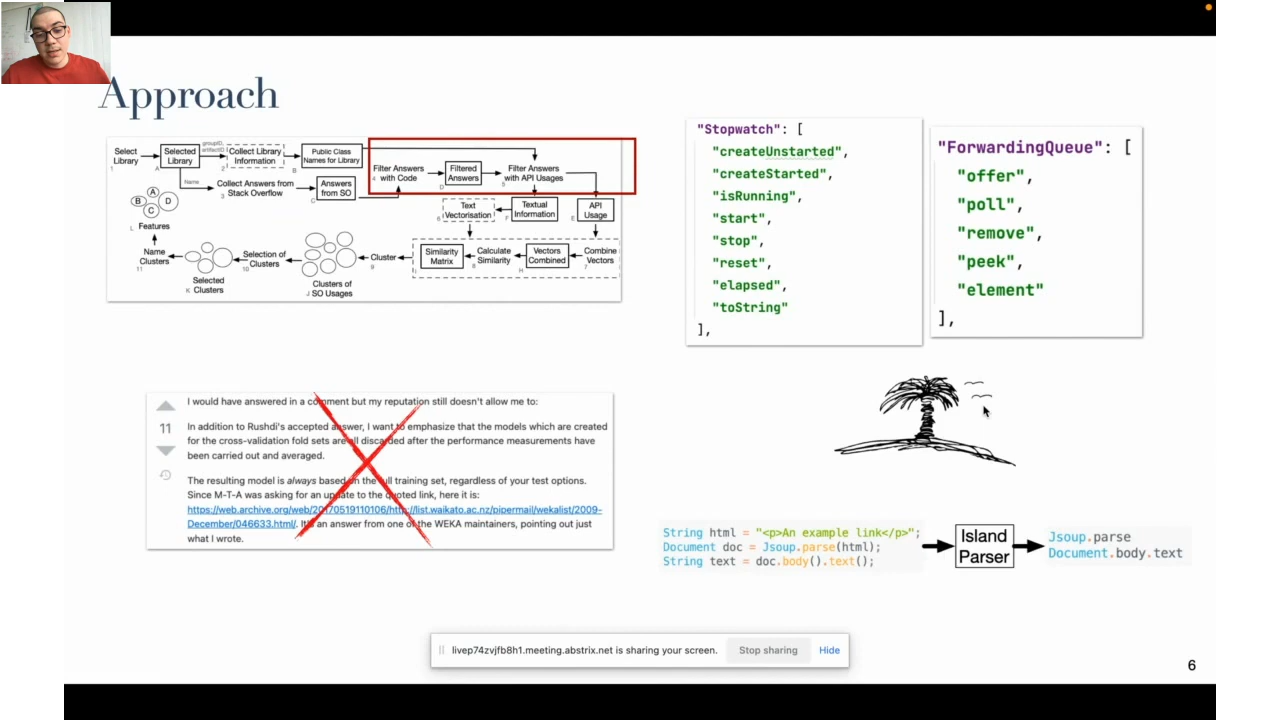 Approach
Select
Library
1
Selected
Library
A
groupID,
artifactID
Collect Library
Information
2
Public Class
Names for Library
B
Name
Collect Answers from
Stack Overflow
3
Answers
from SO
C
Filter Answers
with Code
4
Filtered
Answers
D
Filter Answers
with API Usages
5
Text
Vectorisation
6
Textual
Information
F
API
Usage
E
A
B
D
C
L Features
Name
Clusters
11
Selected
K Clusters
Selection of
Clusters
10
Clusters of
J SO Usages
Cluster
9
Similarity
Matrix
I
Calculate
Similarity
8
Vectors
Combined
H
Combine
Vectors
7
"Stopwatch": [
"createUnstarted",
"createStarted",
"isRunning",
"start",
"stop",
"reset",
"elapsed",
"toString"
],
"ForwardingQueue": [
"offer",
"poll",
"remove",
"peek",
"element"
],
I would have answered in a comment but my reputation still doesn't allow me to:
11
In addition to Rushdi's accepted answer, I want to emphasize that the models which are created
for the cross-validation fold sets are all discarded after the performance measurements have
been carried out and averaged.
The resulting model is always based on the full training set, regardless of your test options.
Since M-T-A was asking for an update to the quoted link, here it is:
https://web.archive.org/web/20170519110106/http://list.waikato.ac.nz/pipermail/wekalist/2009-
December/046633.html/. It's an answer from one of the WEKA maintainers, pointing out just
what I wrote.
String html = "<p>An example link</p>";
Document doc = Jsoup.parse(html);
String text = doc.body().text();
Island
Parser
Jsoup.parse
Document.body.text
livep74zvjfb8h1.meeting.abstrix.net is sharing your screen.
Stop sharing
Hide
6